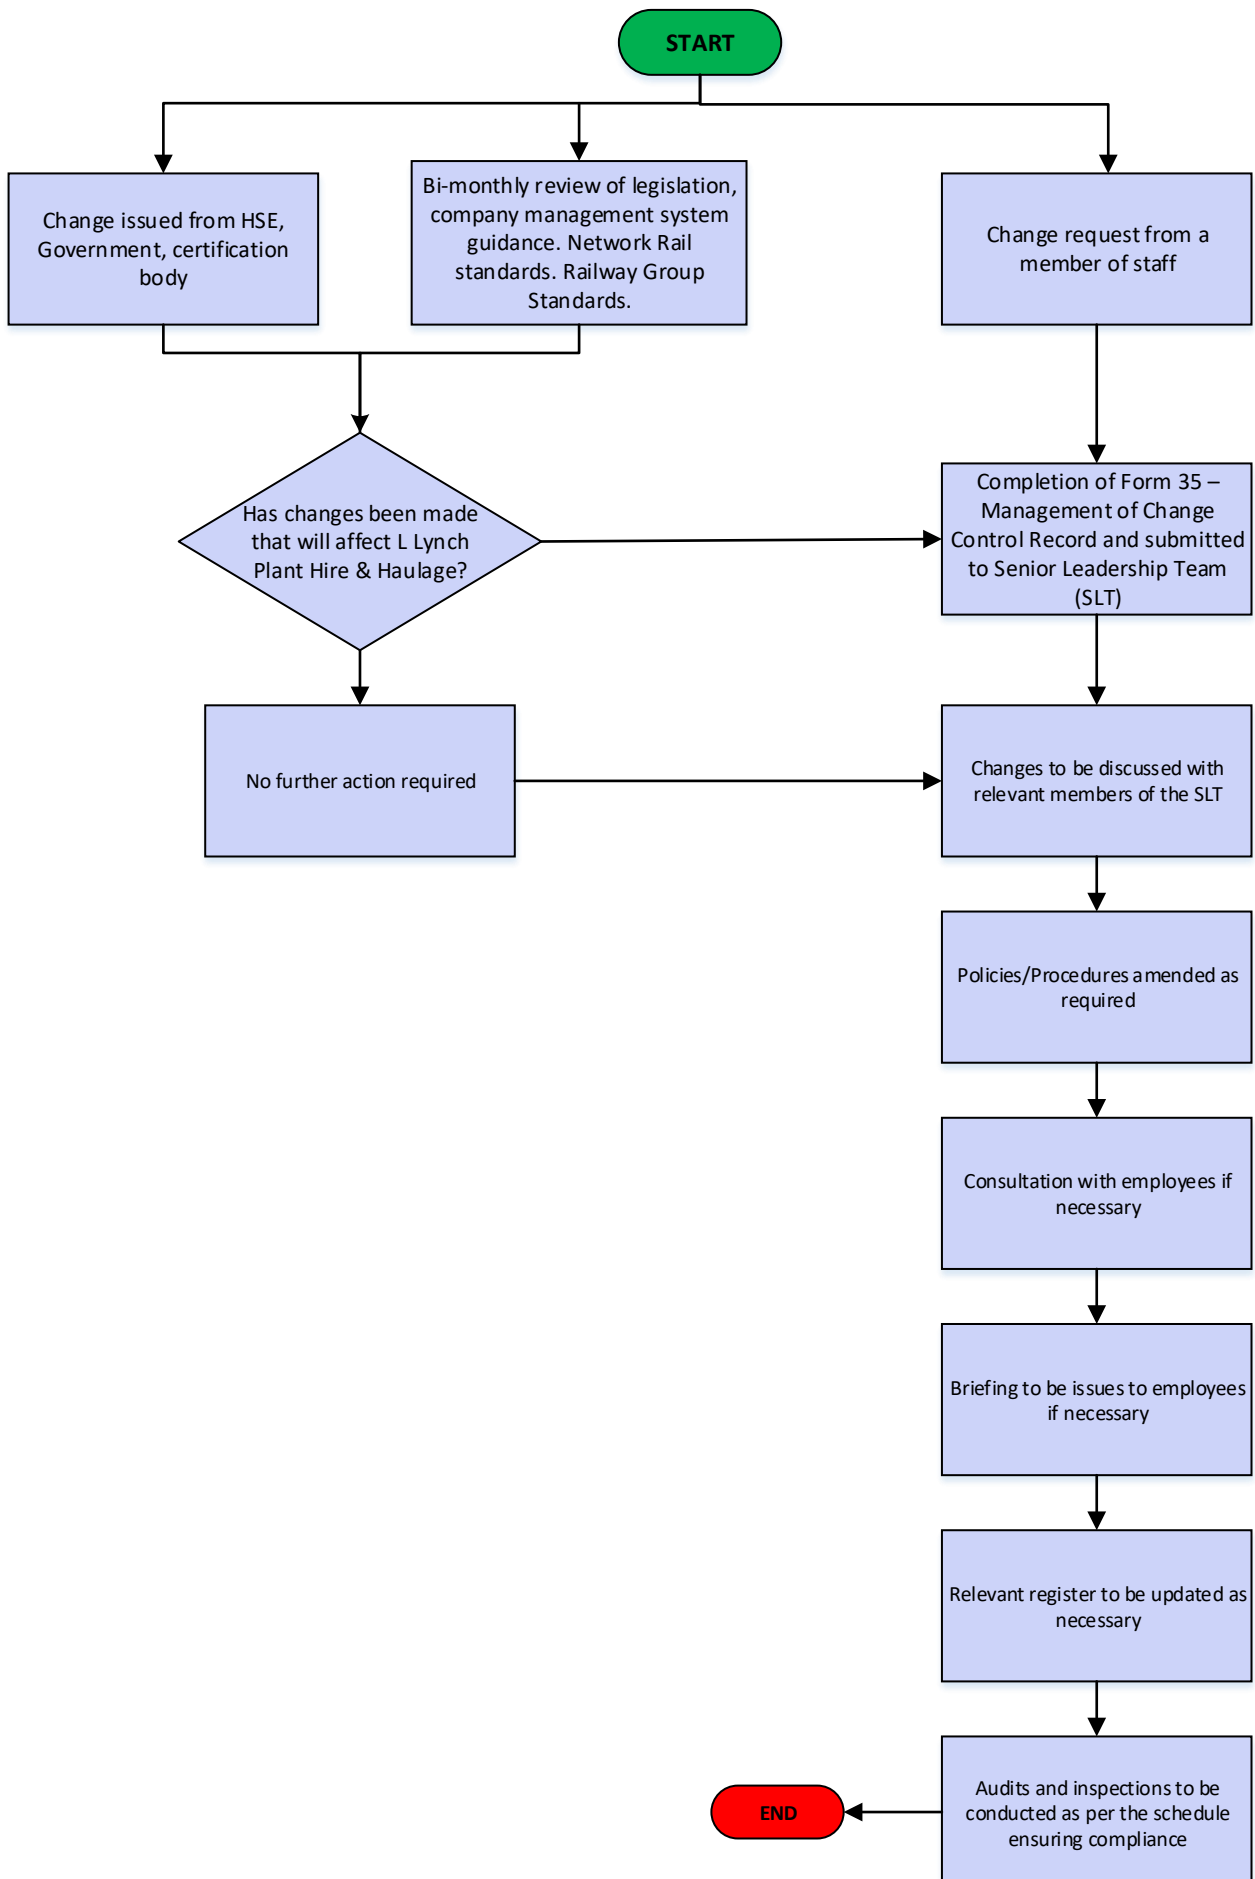 START
Change issued from HSE,
Government, certification
body
Bi-monthly review of legislation,
company management system
guidance. Network Rail
standards. Railway Group
Standards.
Change request from a
member of staff
Has changes been made
that will affect L Lynch
Plant Hire & Haulage?
Completion of Form 35 –
Management of Change
Control Record and submitted
to Senior Leadership Team
(SLT)
No further action required
Changes to be discussed with
relevant members of the SLT
Policies/Procedures amended as
required
Consultation with employees if
necessary
Briefing to be issues to employees
if necessary
Relevant register to be updated as
necessary
Audits and inspections to be
conducted as per the schedule
ensuring compliance
END